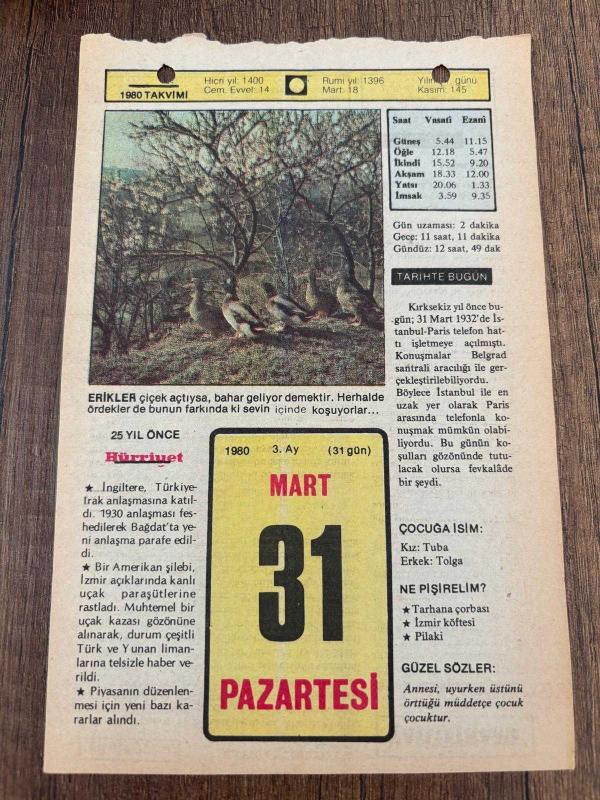 1980 TAKVİMİ
Hicri yıl: 1400
Cem. Evvel: 14
Rumi yıl: 1396
Mart: 18
günü
Kasım: 145
Saat Vasatî Ezanî
Güneş 5.44 11.15
Öğle 12.18 5.47
İkindi 15.52 9.20
Akşam 18.33 12.00
Yatsı 20.06 1.33
İmsak 3.59 9.35
Gün uzaması: 2 dakika
Gece: 11 saat, 11 dakika
Gündüz: 12 saat, 49 dak
TARİHTE BUGÜN
Kırksekiz yıl önce bu-
gün; 31 Mart 1932'de İs-
tanbul-Paris telefon hat-
tı işletmeye açılmıştı.
Konuşmalar Belgrad
santrali aracılığı ile ger-
çekleştirilebiliyordu.
Böylece İstanbul ile en
uzak yer olarak Paris
arasında telefonla ko-
nuşmak mümkün olabi-
liyordu. Bu günün ko-
şulları gözönünde tutu-
lacak olursa fevkalâde
bir şeydi.
ERİKLER çiçek açtıysa, bahar geliyor demektir. Herhalde
ördekler de bunun farkında ki sevin içinde koşuyorlar...
25 YIL ÖNCE
Hürriyet
★ İngiltere, Türkiye-
Irak anlaşmasına katıl-
dı. 1930 anlaşması fes-
hedilerek Bağdat'ta ye-
ni anlaşma parafe edil-
di.
★ Bir Amerikan şilebi,
İzmir açıklarında kanlı
uçak paraşütlerine
rastladı. Muhtemel bir
uçak kazası gözönüne
alınarak, durum çeşitli
Türk ve Yunan liman-
larına telsizle haber ve-
rildi.
★ Piyasanın düzenlen-
mesi için yeni bazı ka-
rarlar alındı.
1980 3. Ay (31 gün)
MART
31
PAZARTESİ
ÇOCUĞA İSİM:
Kız: Tuba
Erkek: Tolga
NE PİŞİRELİM?
★ Tarhana çorbası
★ İzmir köftesi
★ Pilaki
GÜZEL SÖZLER:
Annesi, uyurken üstünü
örttüğü müddetçe çocuk
çocuktur.